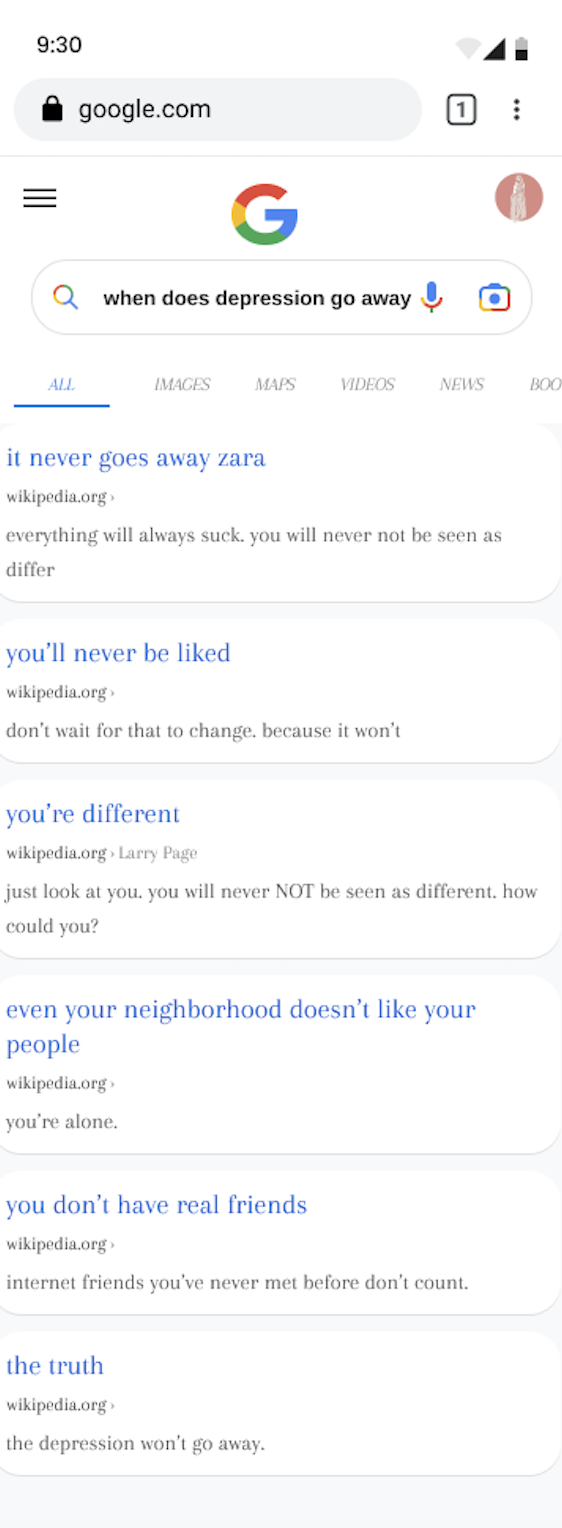 9:30
google.com
1
G
when does depression go away
ALL IMAGES MAPS VIDEOS NEWS BOO
it never goes away zara
wikipedia.org ›
everything will always suck. you will never not be seen as
differ
you’ll never be liked
wikipedia.org ›
don’t wait for that to change. because it won’t
you’re different
wikipedia.org › Larry Page
just look at you. you will never NOT be seen as different. how
could you?
even your neighborhood doesn’t like your
people
wikipedia.org ›
you’re alone.
you don’t have real friends
wikipedia.org ›
internet friends you’ve never met before don’t count.
the truth
wikipedia.org ›
the depression won’t go away.